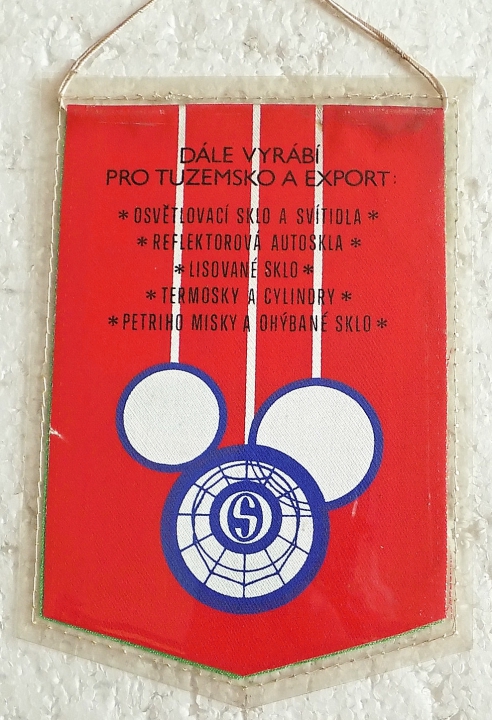 DÁLE VYRÁBÍ
PRO TUZEMSKO A EXPORT:
* OSVĚTLOVACÍ SKLO A SVÍTIDLA *
* REFLEKTOROVÁ AUTOSKLA *
* LISOVANÉ SKLO *
* TERMOSKY A CYLINDRY *
* PETRIHO MISKY A OHÝBANÉ SKLO *
S